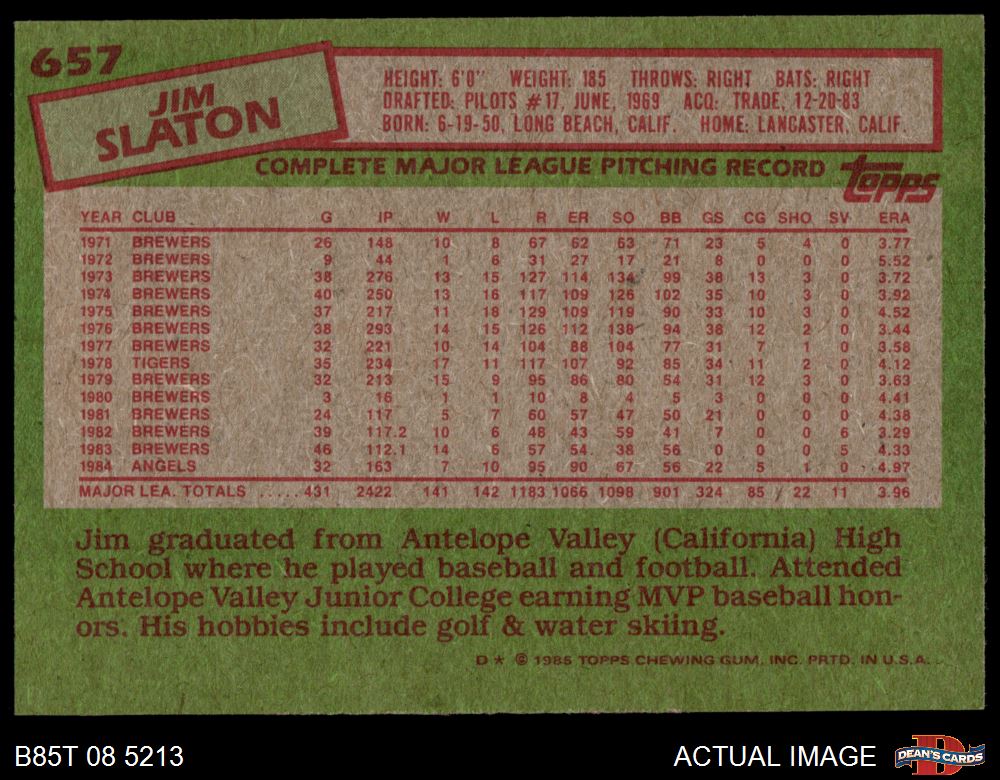 657
JIM
SLATON
HEIGHT: 6'0" WEIGHT: 185 THROWS: RIGHT BATS: RIGHT
DRAFTED: PILOTS #17, JUNE, 1969 ACQ: TRADE, 12-20-83
BORN: 6-19-50, LONG BEACH, CALIF. HOME: LANCASTER, CALIF.
COMPLETE MAJOR LEAGUE PITCHING RECORD
topps
YEAR CLUB G IP W L R ER SO BB GS CG SHO SV ERA
1971 BREWERS 26 148 10 8 67 62 63 71 23 5 4 0 3.77
1972 BREWERS 9 44 1 6 31 27 17 21 8 0 0 0 5.52
1973 BREWERS 38 276 13 15 127 114 134 99 38 13 3 0 3.72
1974 BREWERS 40 250 13 16 117 109 126 102 35 10 3 0 3.92
1975 BREWERS 37 217 11 18 129 109 119 90 33 10 3 0 4.52
1976 BREWERS 38 293 14 15 126 112 138 94 38 12 2 0 3.44
1977 BREWERS 32 221 10 14 104 88 104 77 31 7 1 0 3.58
1978 TIGERS 35 234 17 11 117 107 92 85 34 11 2 0 4.12
1979 BREWERS 32 213 15 9 95 86 80 54 31 12 3 0 3.63
1980 BREWERS 3 16 1 1 10 8 4 5 3 0 0 0 4.41
1981 BREWERS 24 117 5 7 60 57 47 50 21 0 0 0 4.38
1982 BREWERS 39 117.2 10 6 48 43 59 41 7 0 0 6 3.29
1983 BREWERS 46 112.1 14 6 57 54 38 56 0 0 0 5 4.33
1984 ANGELS 32 163 7 10 95 90 67 56 22 5 1 0 4.97
MAJOR LEA. TOTALS ..... 431 2422 141 142 1183 1066 1098 901 324 85 22 11 3.96
Jim graduated from Antelope Valley (California) High
School where he played baseball and football. Attended
Antelope Valley Junior College earning MVP baseball hon-
ors. His hobbies include golf & water skiing.
D * © 1985 TOPPS CHEWING GUM, INC. PRTD. IN U.S.A.
B85T 08 5213
ACTUAL IMAGE
D
DEAN'S CARDS